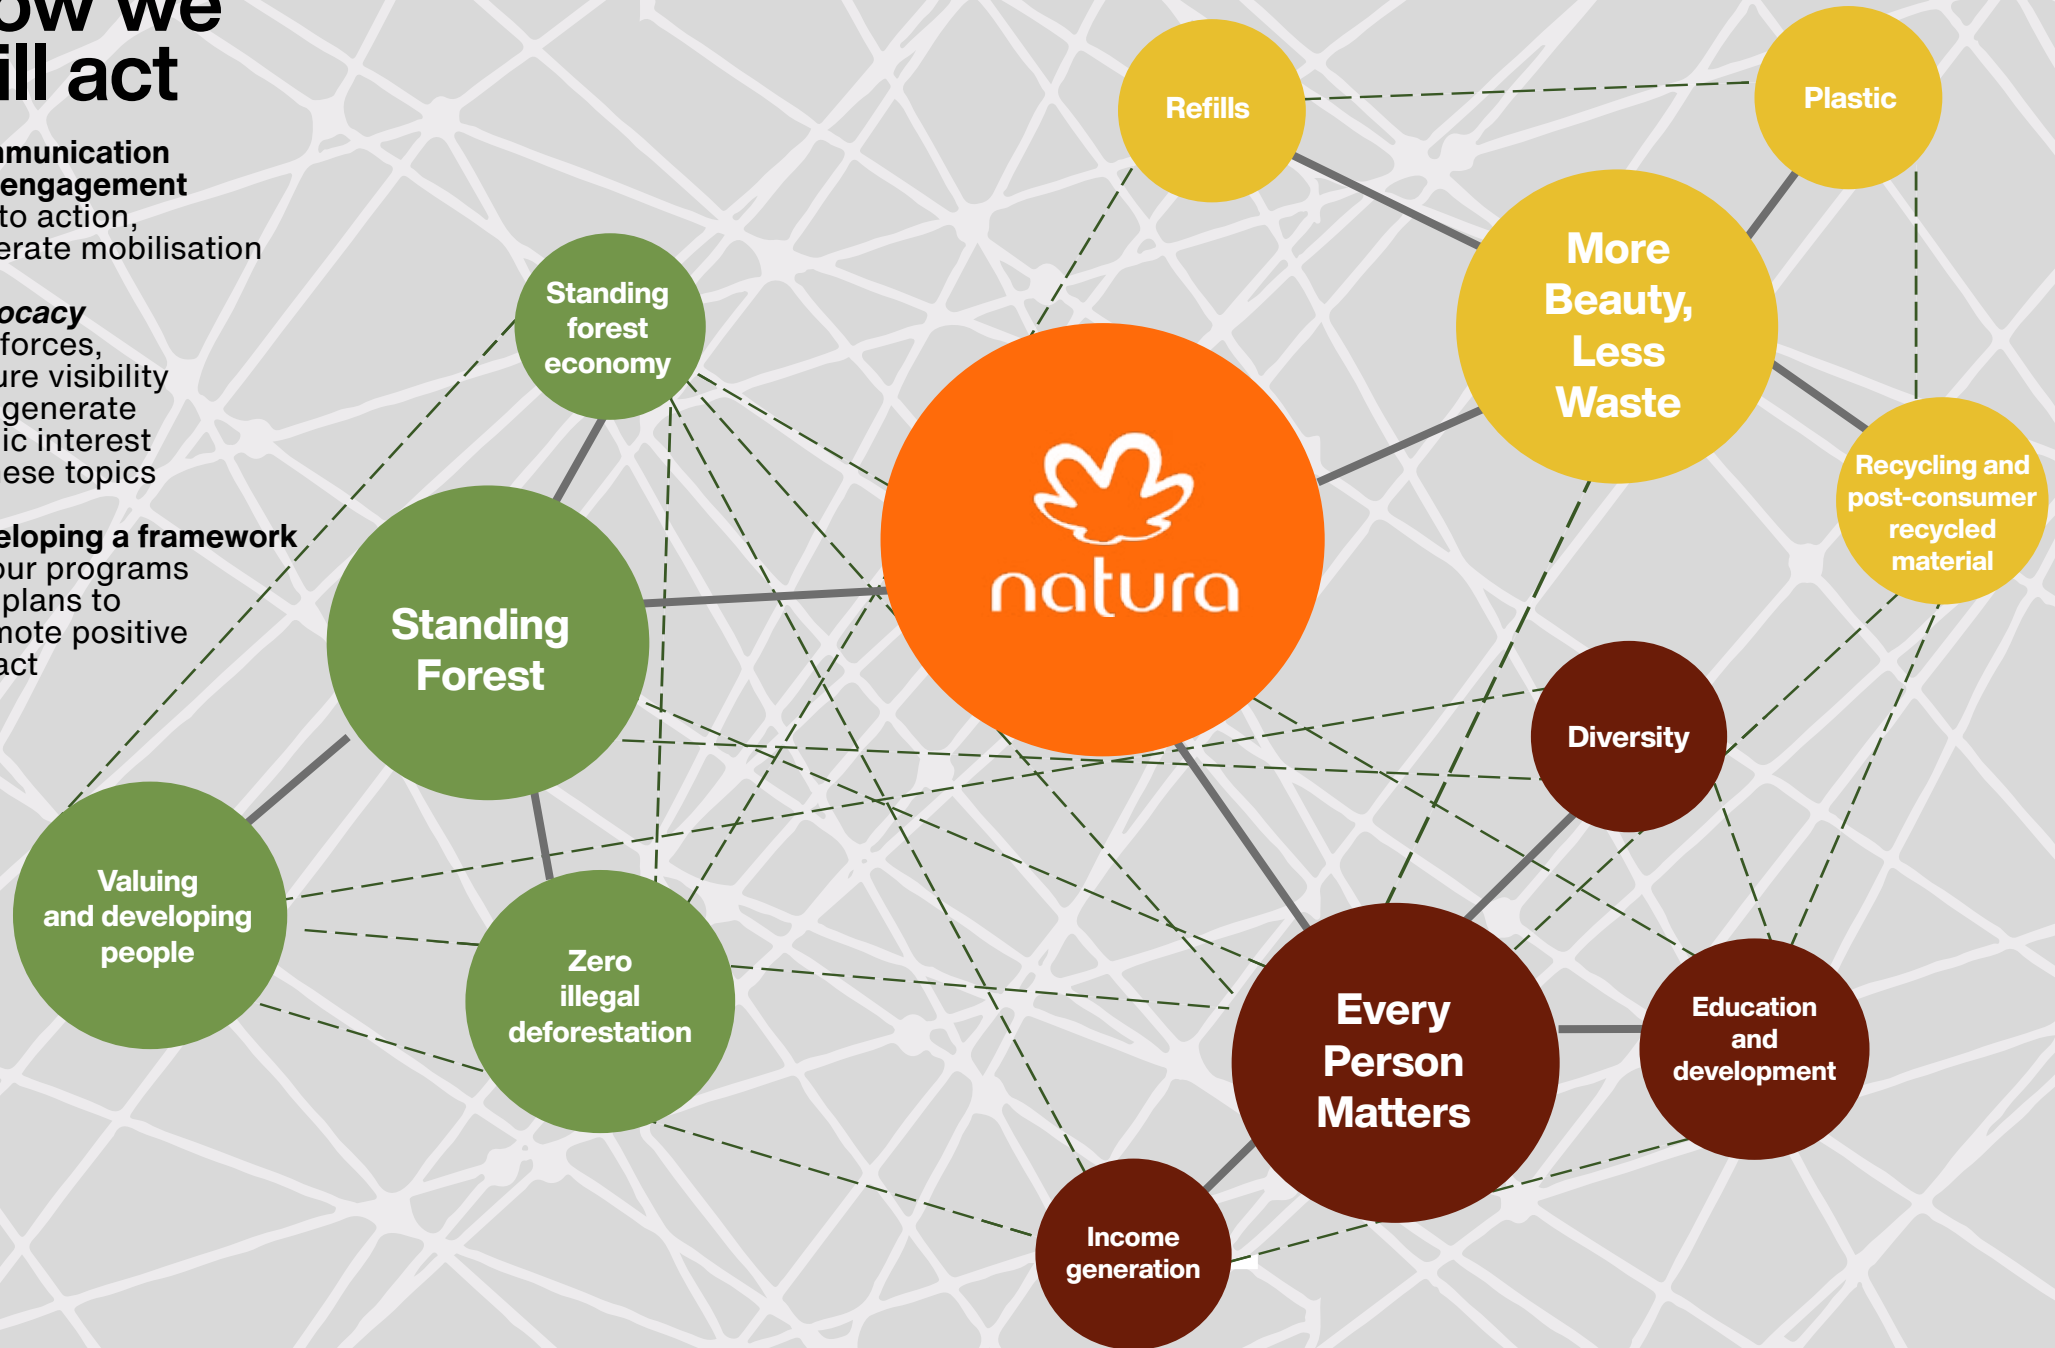 ow we
ill act
mmunication
engagement
to action,
erate mobilisation
ocacy
forces,
ure visibility
generate
ic interest
nese topics
eloping a framework
our programs
plans to
mote positive
act
Standing
forest
economy
Standing
Forest
Valuing
and developing
people
Zero
illegal
deforestation
natura
Refills
Plastic
More
Beauty,
Less
Waste
Recycling and
post-consumer
recycled
material
Diversity
Every
Person
Matters
Education
and
development
Income
generation